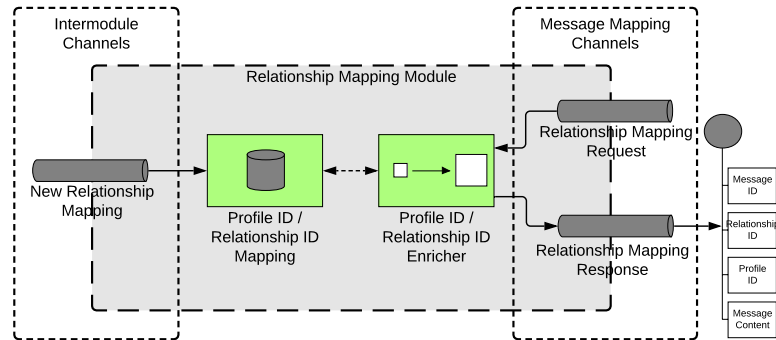 Intermodule
Channels
Message Mapping
Channels
Relationship Mapping Module
New Relationship
Mapping
Profile ID /
Relationship ID
Mapping
Profile ID /
Relationship ID
Enricher
Relationship Mapping
Request
Relationship Mapping
Response
Message
ID
Relationship
ID
Profile
ID
Message
Content